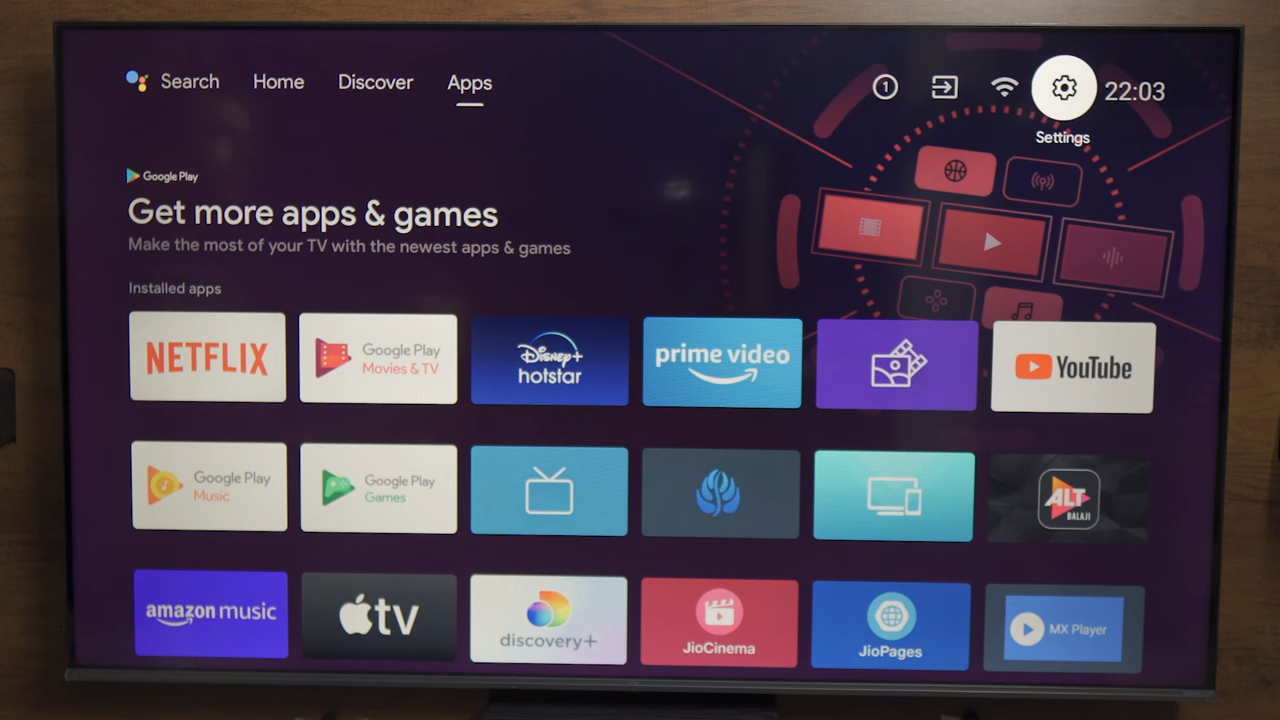 Search Home Discover Apps
1
22:03
Settings
Google Play
Get more apps & games
Make the most of your TV with the newest apps & games
Installed apps
NETFLIX
Google Play
Movies & TV
Disney+
hotstar
prime video
YouTube
Google Play
Music
Google Play
Games
ALT
BALAJI
amazon music
tv
discovery+
JioCinema
JioPages
MX Player